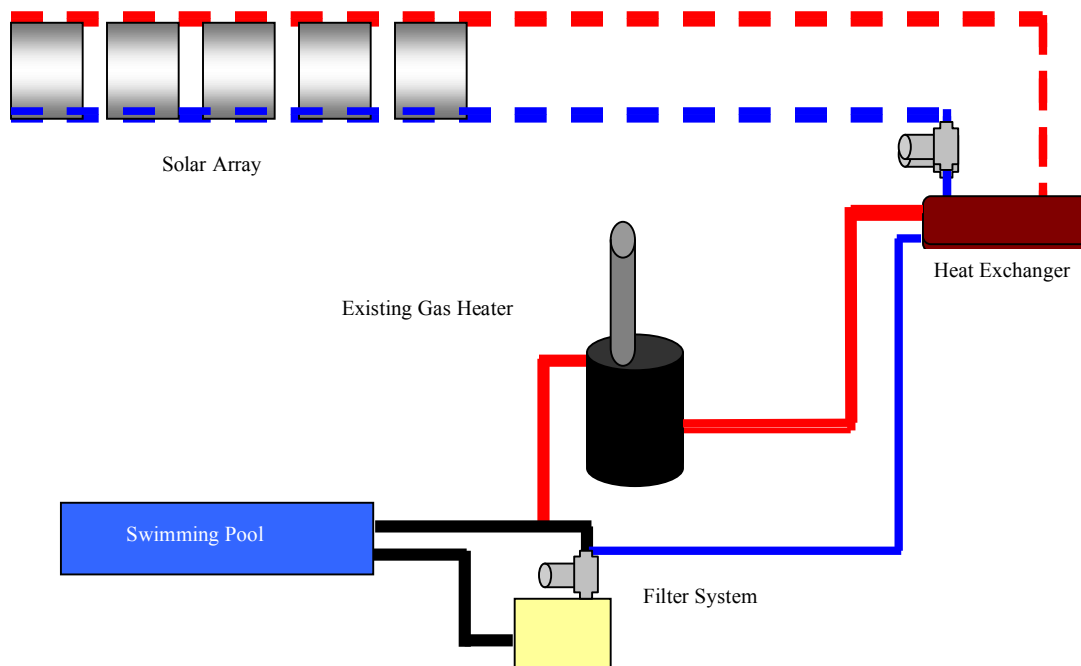 Solar Array
Heat Exchanger
Existing Gas Heater
Swimming Pool
Filter System